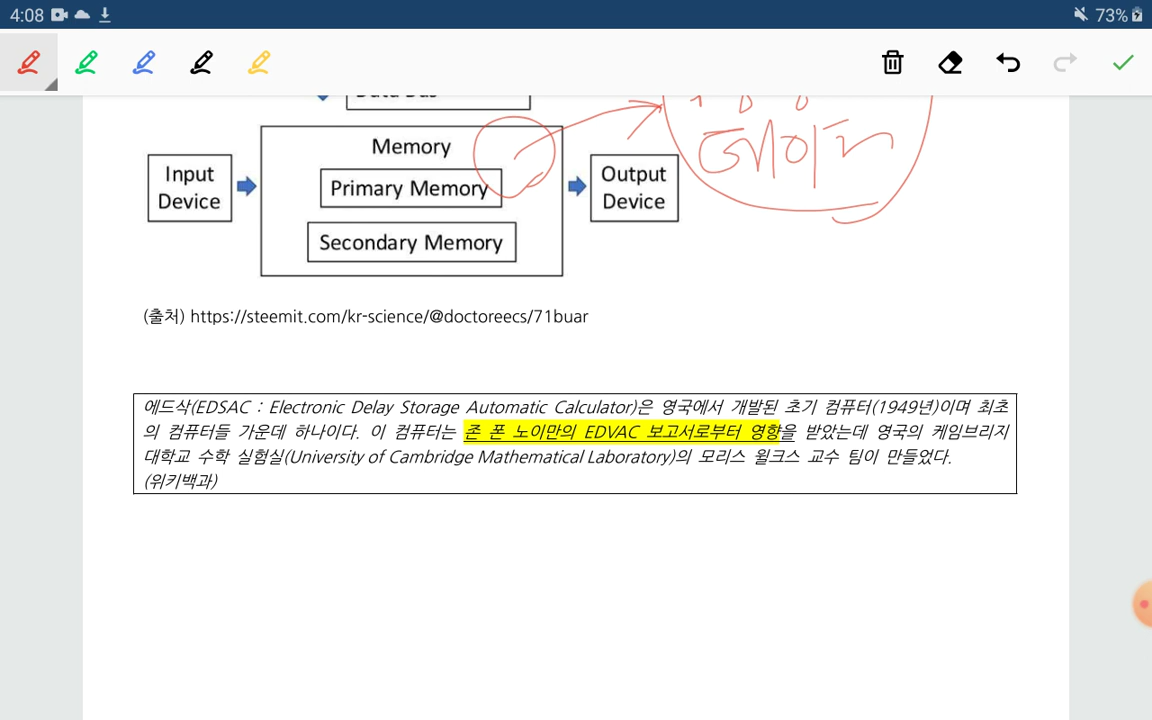 4:08
73%
Data Bus
데이터
Memory
Input
Device
Primary Memory
Output
Device
Secondary Memory
(출처) https://steemit.com/kr-science/@doctoreecs/71buar
에드삭(EDSAC : Electronic Delay Storage Automatic Calculator)은 영국에서 개발된 초기 컴퓨터(1949년)이며 최초
의 컴퓨터들 가운데 하나이다. 이 컴퓨터는 존 폰 노이만의 EDVAC 보고서로부터 영향을 받았는데 영국의 케임브리지
대학교 수학 실험실(University of Cambridge Mathematical Laboratory)의 모리스 윌크스 교수 팀이 만들었다.
(위키백과)